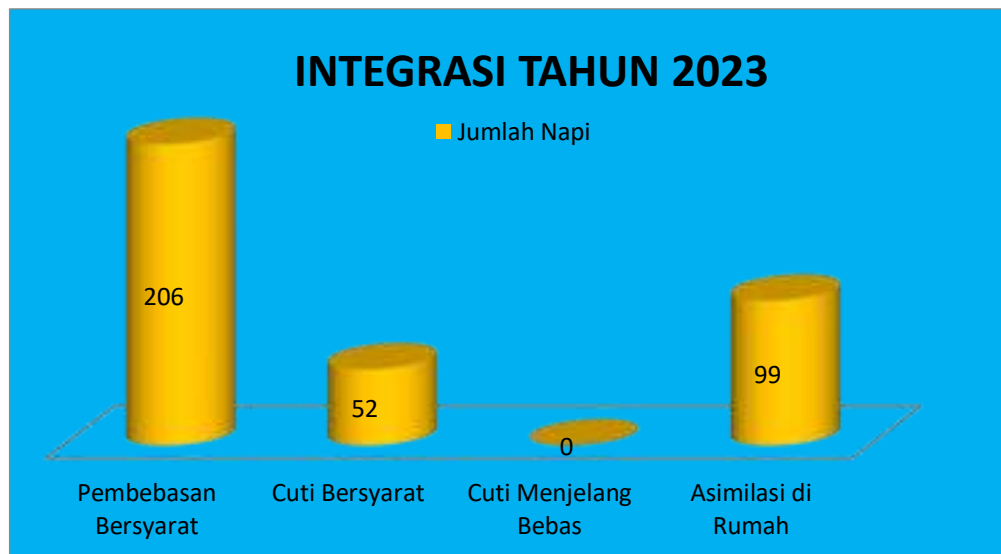 INTEGRASI TAHUN 2023
Jumlah Napi
206
52
0
99
Pembebasan
Bersyarat
Cuti Bersyarat
Cuti Menjelang
Bebas
Asimilasi di
Rumah